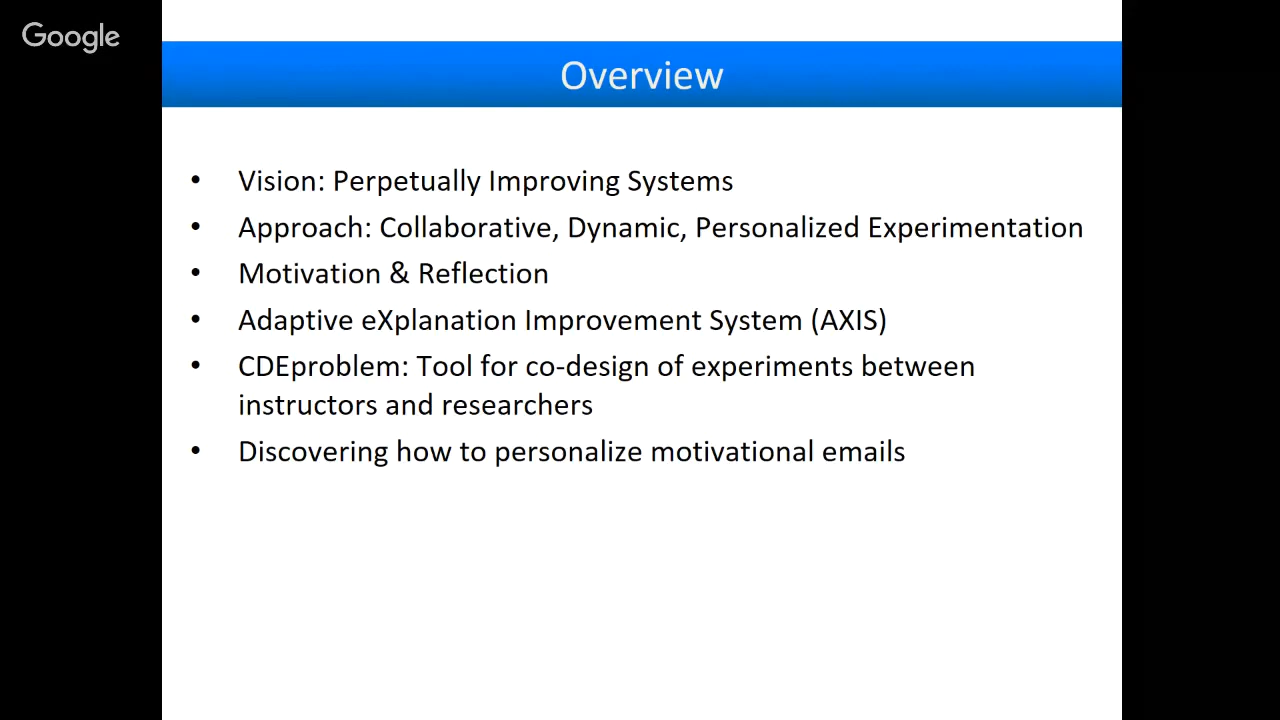 Google
Overview
• Vision: Perpetually Improving Systems
• Approach: Collaborative, Dynamic, Personalized Experimentation
• Motivation & Reflection
• Adaptive eXplanation Improvement System (AXIS)
• CDEproblem: Tool for co-design of experiments between
instructors and researchers
• Discovering how to personalize motivational emails